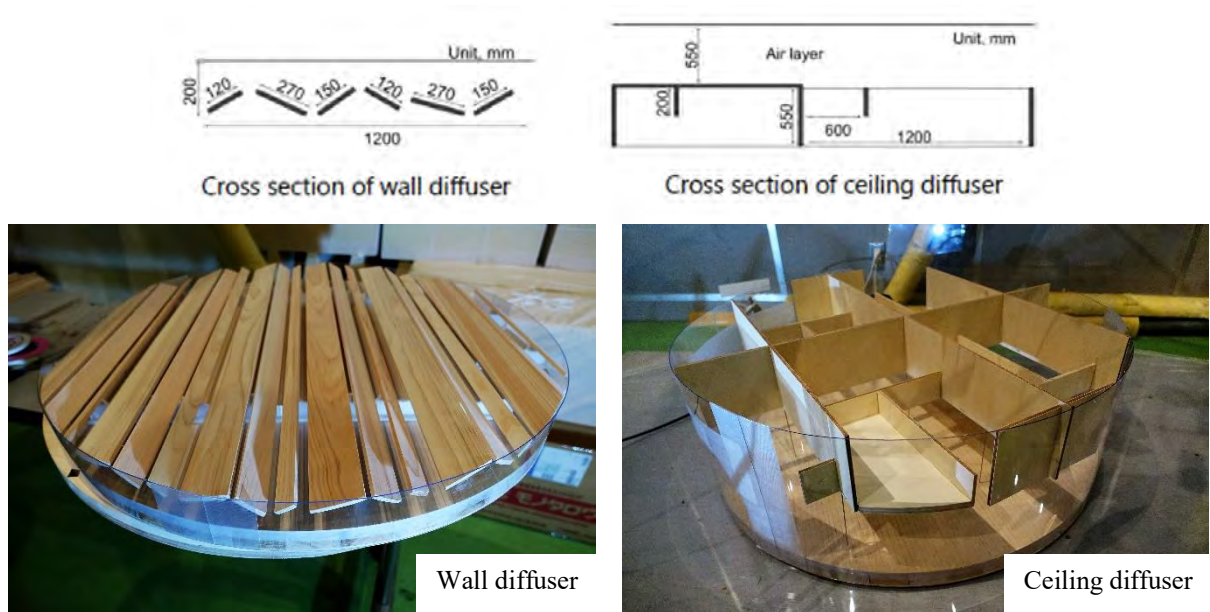 Unit, mm
200
120
270
150
120
270
150
1200
Cross section of wall diffuser
Unit, mm
550
Air layer
200
550
600
1200
Cross section of ceiling diffuser
Wall diffuser
Ceiling diffuser